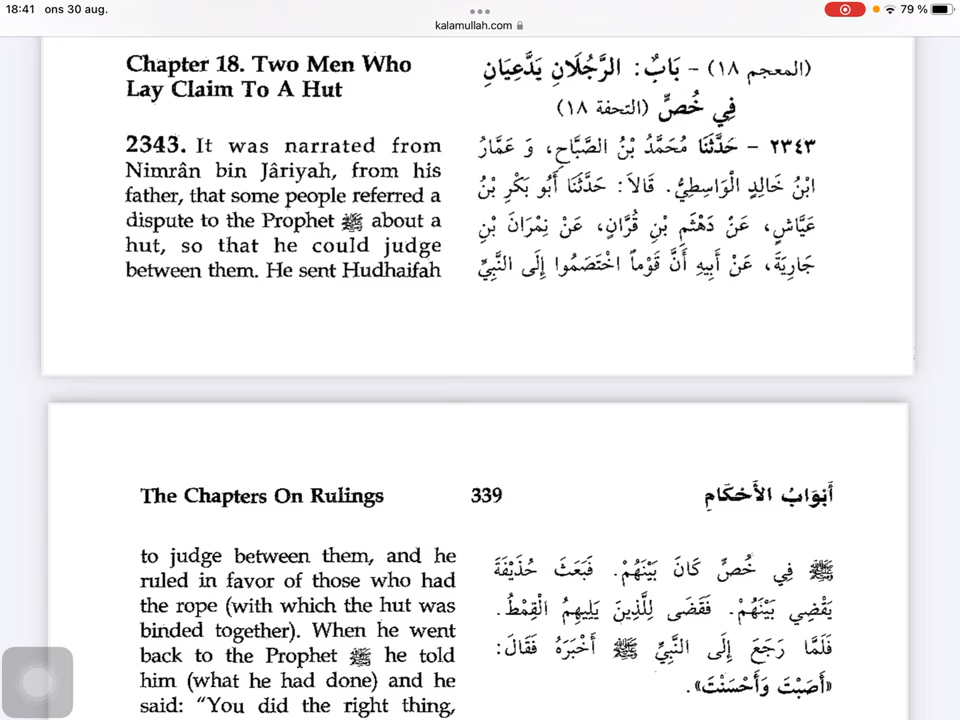 18:41 ons 30 aug.
79 %
kalamullah.com
Chapter 18. Two Men Who
Lay Claim To A Hut
2343. It was narrated from
Nimrân bin Jâriyah, from his
father, that some people referred a
dispute to the Prophet ﷺ about a
hut, so that he could judge
between them. He sent Hudhaifah
(المعجم ١٨) - بَابٌ: الرَّجُلَانِ يَدَّعِيَانِ
فِي خُصٍّ (التحفة ١٨)
٢٣٤٣ - حَدَّثَنَا مُحَمَّدُ بْنُ الصَّبَّاحِ، وَ عَمَّارُ
ابْنُ خَالِدٍ الْوَاسِطِيُّ. قَالاَ: حَدَّثَنَا أَبُو بَكْرِ بْنُ
عَيَّاشٍ، عَنْ دَهْثَمِ بْنِ قُرَّانٍ، عَنْ نِمْرَانَ بْنِ
جَارِيَةَ، عَنْ أَبِيهِ أَنَّ قَوْماً اخْتَصَمُوا إِلَى النَّبِيِّ
The Chapters On Rulings 339 أَبْوَابُ الأَحْكَامِ
to judge between them, and he
ruled in favor of those who had
the rope (with which the hut was
binded together). When he went
back to the Prophet ﷺ he told
him (what he had done) and he
said: “You did the right thing,
ﷺ فِي خُصٍّ كَانَ بَيْنَهُمْ. فَبَعَثَ حُذَيْفَةَ
يَقْضِي بَيْنَهُمْ. فَقَضَى لِلَّذِينَ يَلِيهِمُ الْقِمْطُ.
فَلَمَّا رَجَعَ إِلَى النَّبِيِّ ﷺ أَخْبَرَهُ فَقَالَ:
«أَصَبْتَ وَأَحْسَنْتَ».